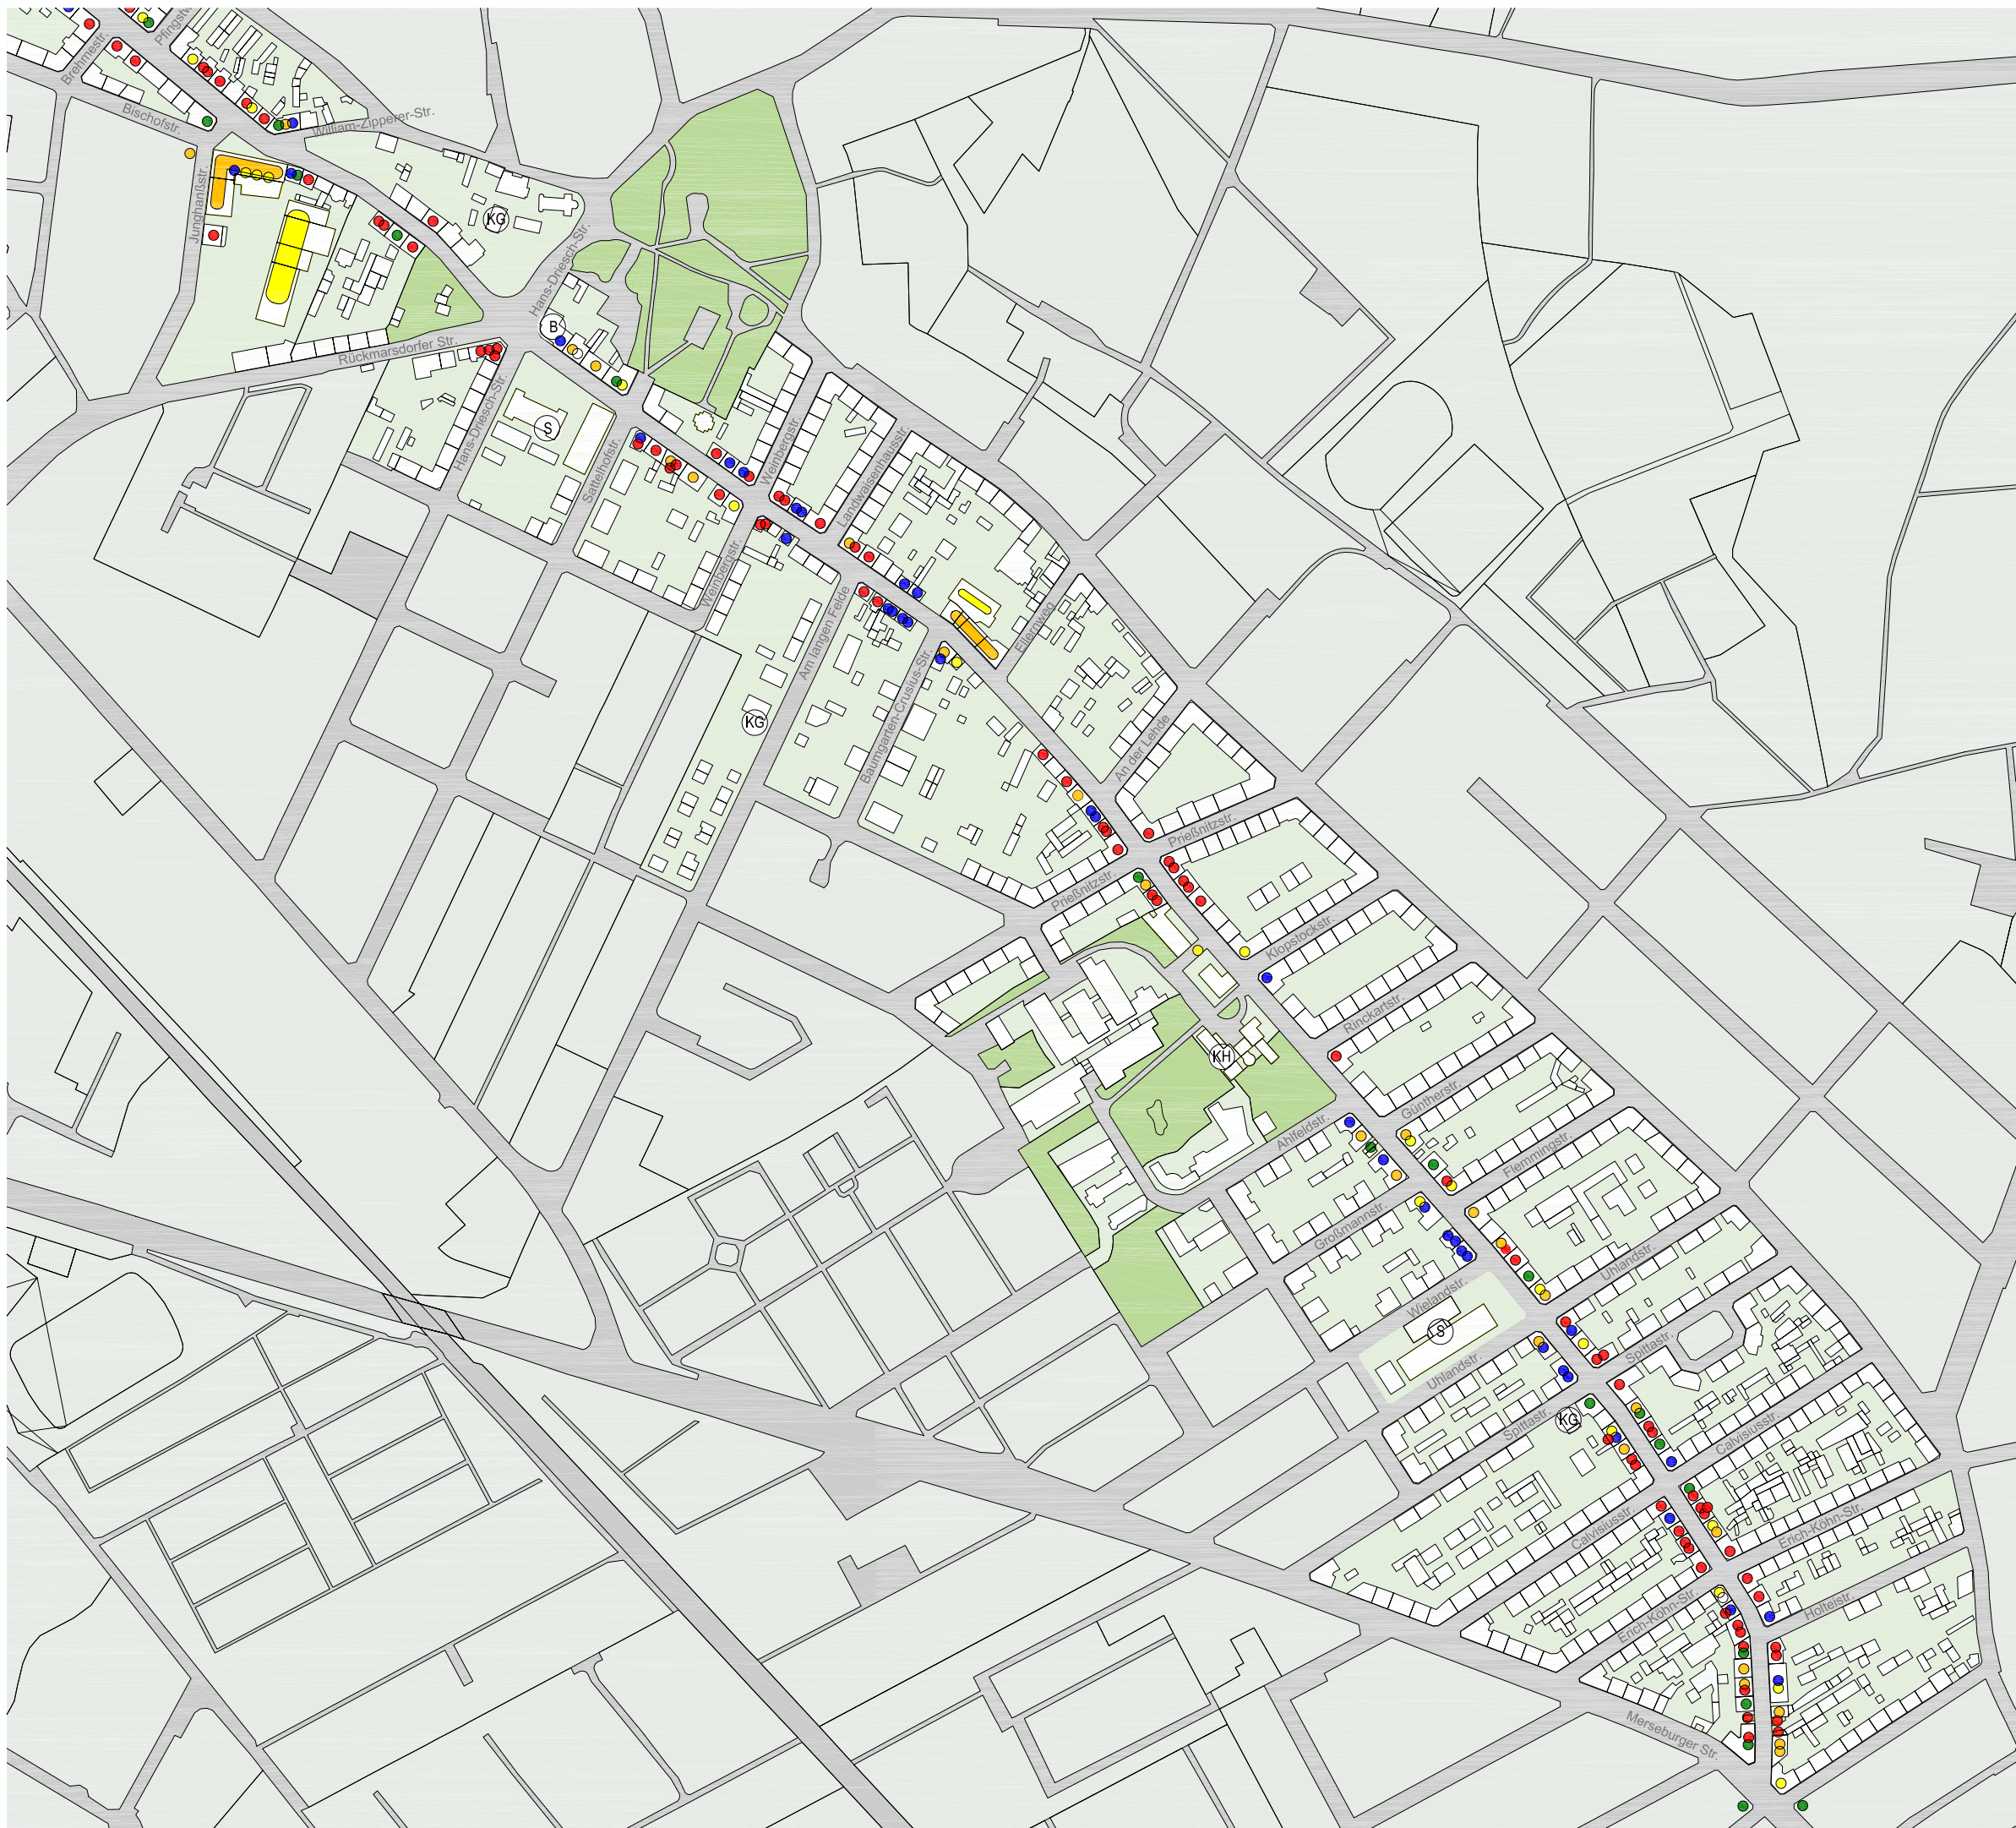 Brehmestr.
Pfingstw
Bischofstr.
William-Zipperer-Str.
Junghanßstr.
KG
Hans-Driesch-Str.
B
Rückmarsdorfer Str.
Hans-Driesch-Str.
S
Sattelhofstr.
Weinbergstr.
Landwaisenhausstr.
Weinbergstr.
Am langen Felde
Ellernweg
Baumgarten-Crusius-Str.
KG
An der Lehde
Prießnitzstr.
Prießnitzstr.
Klopstockstr.
Rinckartstr.
KH
Güntherstr.
Ahlfeldstr.
Flemmingstr.
Großmannstr.
Uhlandstr.
Wielandstr.
S
Spittastr.
Uhlandstr.
KG
Spittastr.
Calvisiusstr.
Calvisiusstr.
Erich-Köhn-Str.
Erich-Köhn-Str.
Holteistr.
Merseburger Str.